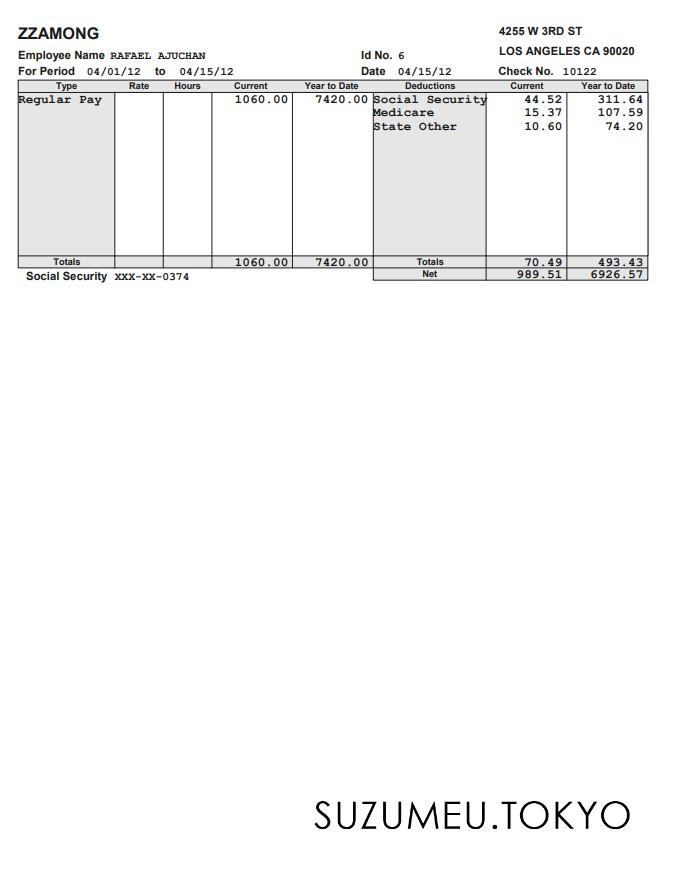 ZZAMONG 4255 W 3RD ST
Employee Name RAFAEL AJUCHAN Id No. 6 LOS ANGELES CA 90020
For Period 04/01/12 to 04/15/12 Date 04/15/12 Check No. 10122
Type Rate Hours Current Year to Date Deductions Current Year to Date
Regular Pay 1060.00 7420.00 Social Security 44.52 311.64
Medicare 15.37 107.59
State Other 10.60 74.20
Totals 1060.00 7420.00 Totals 70.49 493.43
Social Security XXX-XX-0374 Net 989.51 6926.57
SUZUMEU.TOKYO